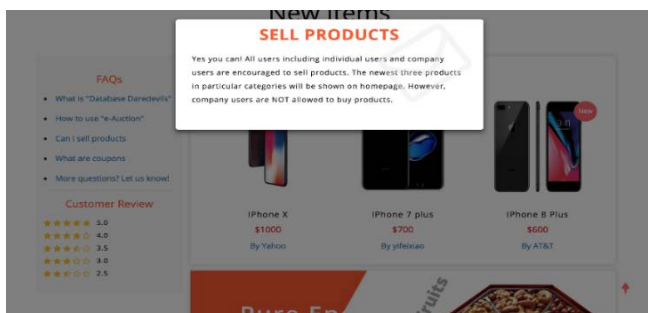 New Items
SELL PRODUCTS
Yes you can! All users including individual users and company
users are encouraged to sell products. The newest three products
in particular categories will be shown on homepage. However,
company users are NOT allowed to buy products.
FAQs
What is "Database Daredevils"
How to use "e-Auction"
Can I sell products
What are coupons
More questions? Let us know!
Customer Review
5.0
4.0
3.5
3.0
2.5
New
IPhone X
$1000
By Yahoo
IPhone 7 plus
$700
By yifeixiao
IPhone 8 Plus
$600
By AT&T
Pure